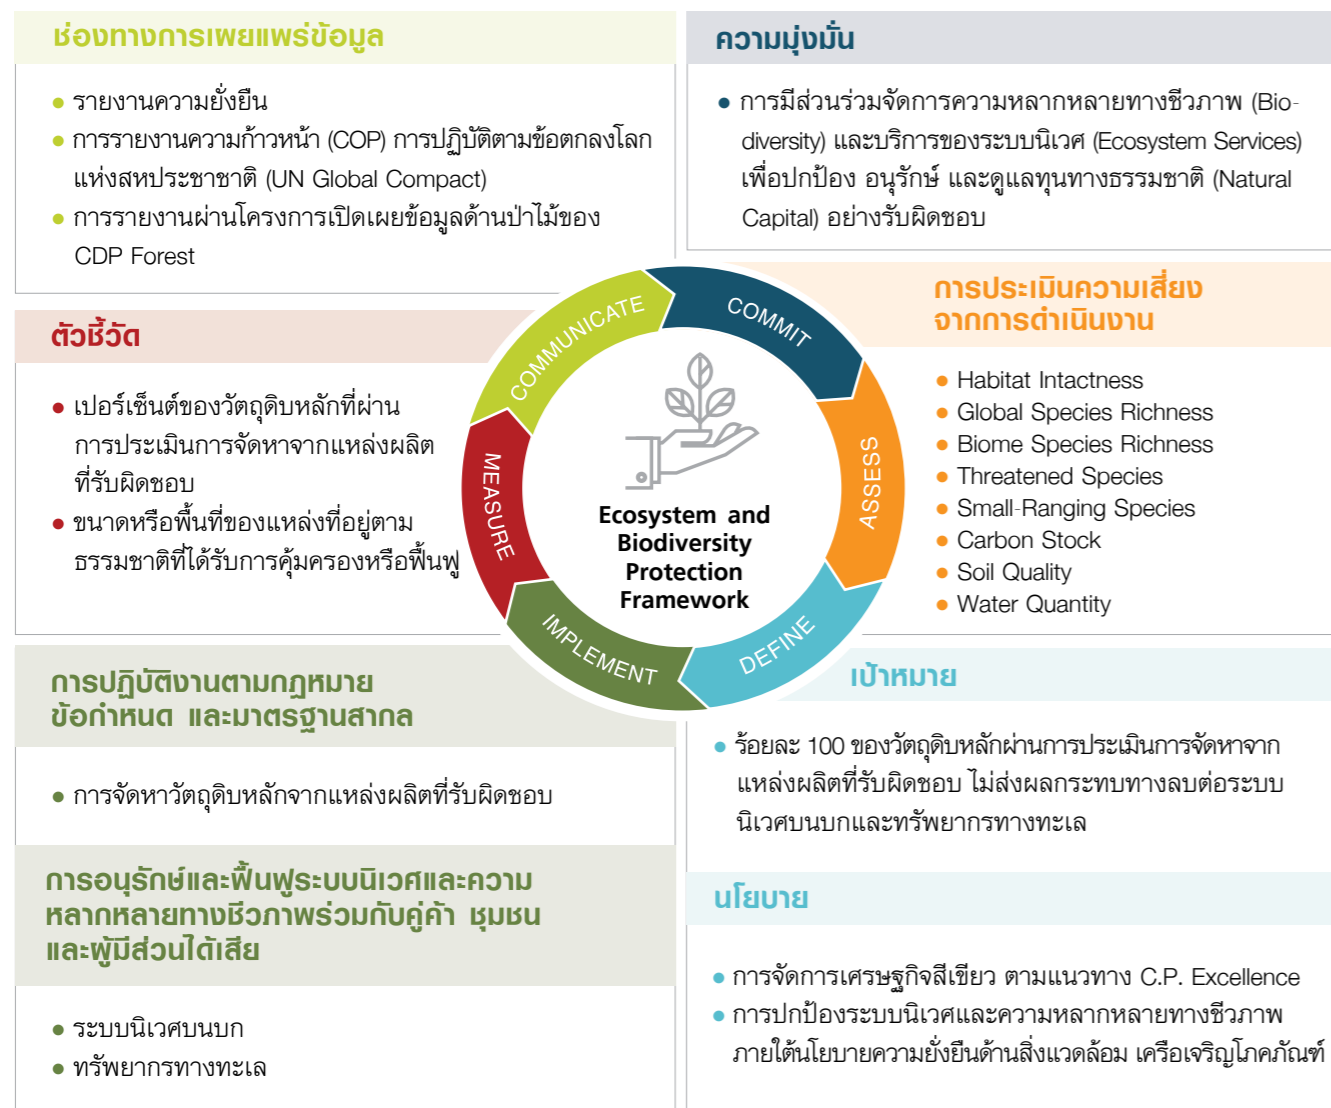 ช่องทางการเผยแพร่ข้อมูล
• รายงานความยั่งยืน
• การรายงานความก้าวหน้า (COP) การปฏิบัติตามข้อตกลงโลก
แห่งสหประชาชาติ (UN Global Compact)
• การรายงานผ่านโครงการเปิดเผยข้อมูลด้านป่าไม้ของ
CDP Forest
ความมุ่งมั่น
• การมีส่วนร่วมจัดการความหลากหลายทางชีวภาพ (Bio-
diversity) และบริการของระบบนิเวศ (Ecosystem Services)
เพื่อปกป้อง อนุรักษ์ และดูแลทุนทางธรรมชาติ (Natural
Capital) อย่างรับผิดชอบ
ตัวชี้วัด
• เปอร์เซ็นต์ของวัตถุดิบหลักที่ผ่าน
การประเมินการจัดหาจากแหล่งผลิต
ที่รับผิดชอบ
• ขนาดหรือพื้นที่ของแหล่งที่อยู่ตาม
ธรรมชาติที่ได้รับการคุ้มครองหรือฟื้นฟู
COMMUNICATE
COMMIT
ASSESS
DEFINE
IMPLEMENT
MEASURE
Ecosystem and
Biodiversity
Protection
Framework
การประเมินความเสี่ยง
จากการดำเนินงาน
• Habitat Intactness
• Global Species Richness
• Biome Species Richness
• Threatened Species
• Small-Ranging Species
• Carbon Stock
• Soil Quality
• Water Quantity
การปฏิบัติงานตามกฎหมาย
ข้อกำหนด และมาตรฐานสากล
• การจัดหาวัตถุดิบหลักจากแหล่งผลิตที่รับผิดชอบ
การอนุรักษ์และฟื้นฟูระบบนิเวศและความ
หลากหลายทางชีวภาพร่วมกับคู่ค้า ชุมชน
และผู้มีส่วนได้เสีย
• ระบบนิเวศบนบก
• ทรัพยากรทางทะเล
เป้าหมาย
• ร้อยละ 100 ของวัตถุดิบหลักผ่านการประเมินการจัดหาจาก
แหล่งผลิตที่รับผิดชอบ ไม่ส่งผลกระทบทางลบต่อระบบ
นิเวศบนบกและทรัพยากรทางทะเล
นโยบาย
• การจัดการเศรษฐกิจสีเขียว ตามแนวทาง C.P. Excellence
• การปกป้องระบบนิเวศและความหลากหลายทางชีวภาพ
ภายใต้นโยบายความยั่งยืนด้านสิ่งแวดล้อม เครือเจริญโภคภัณฑ์